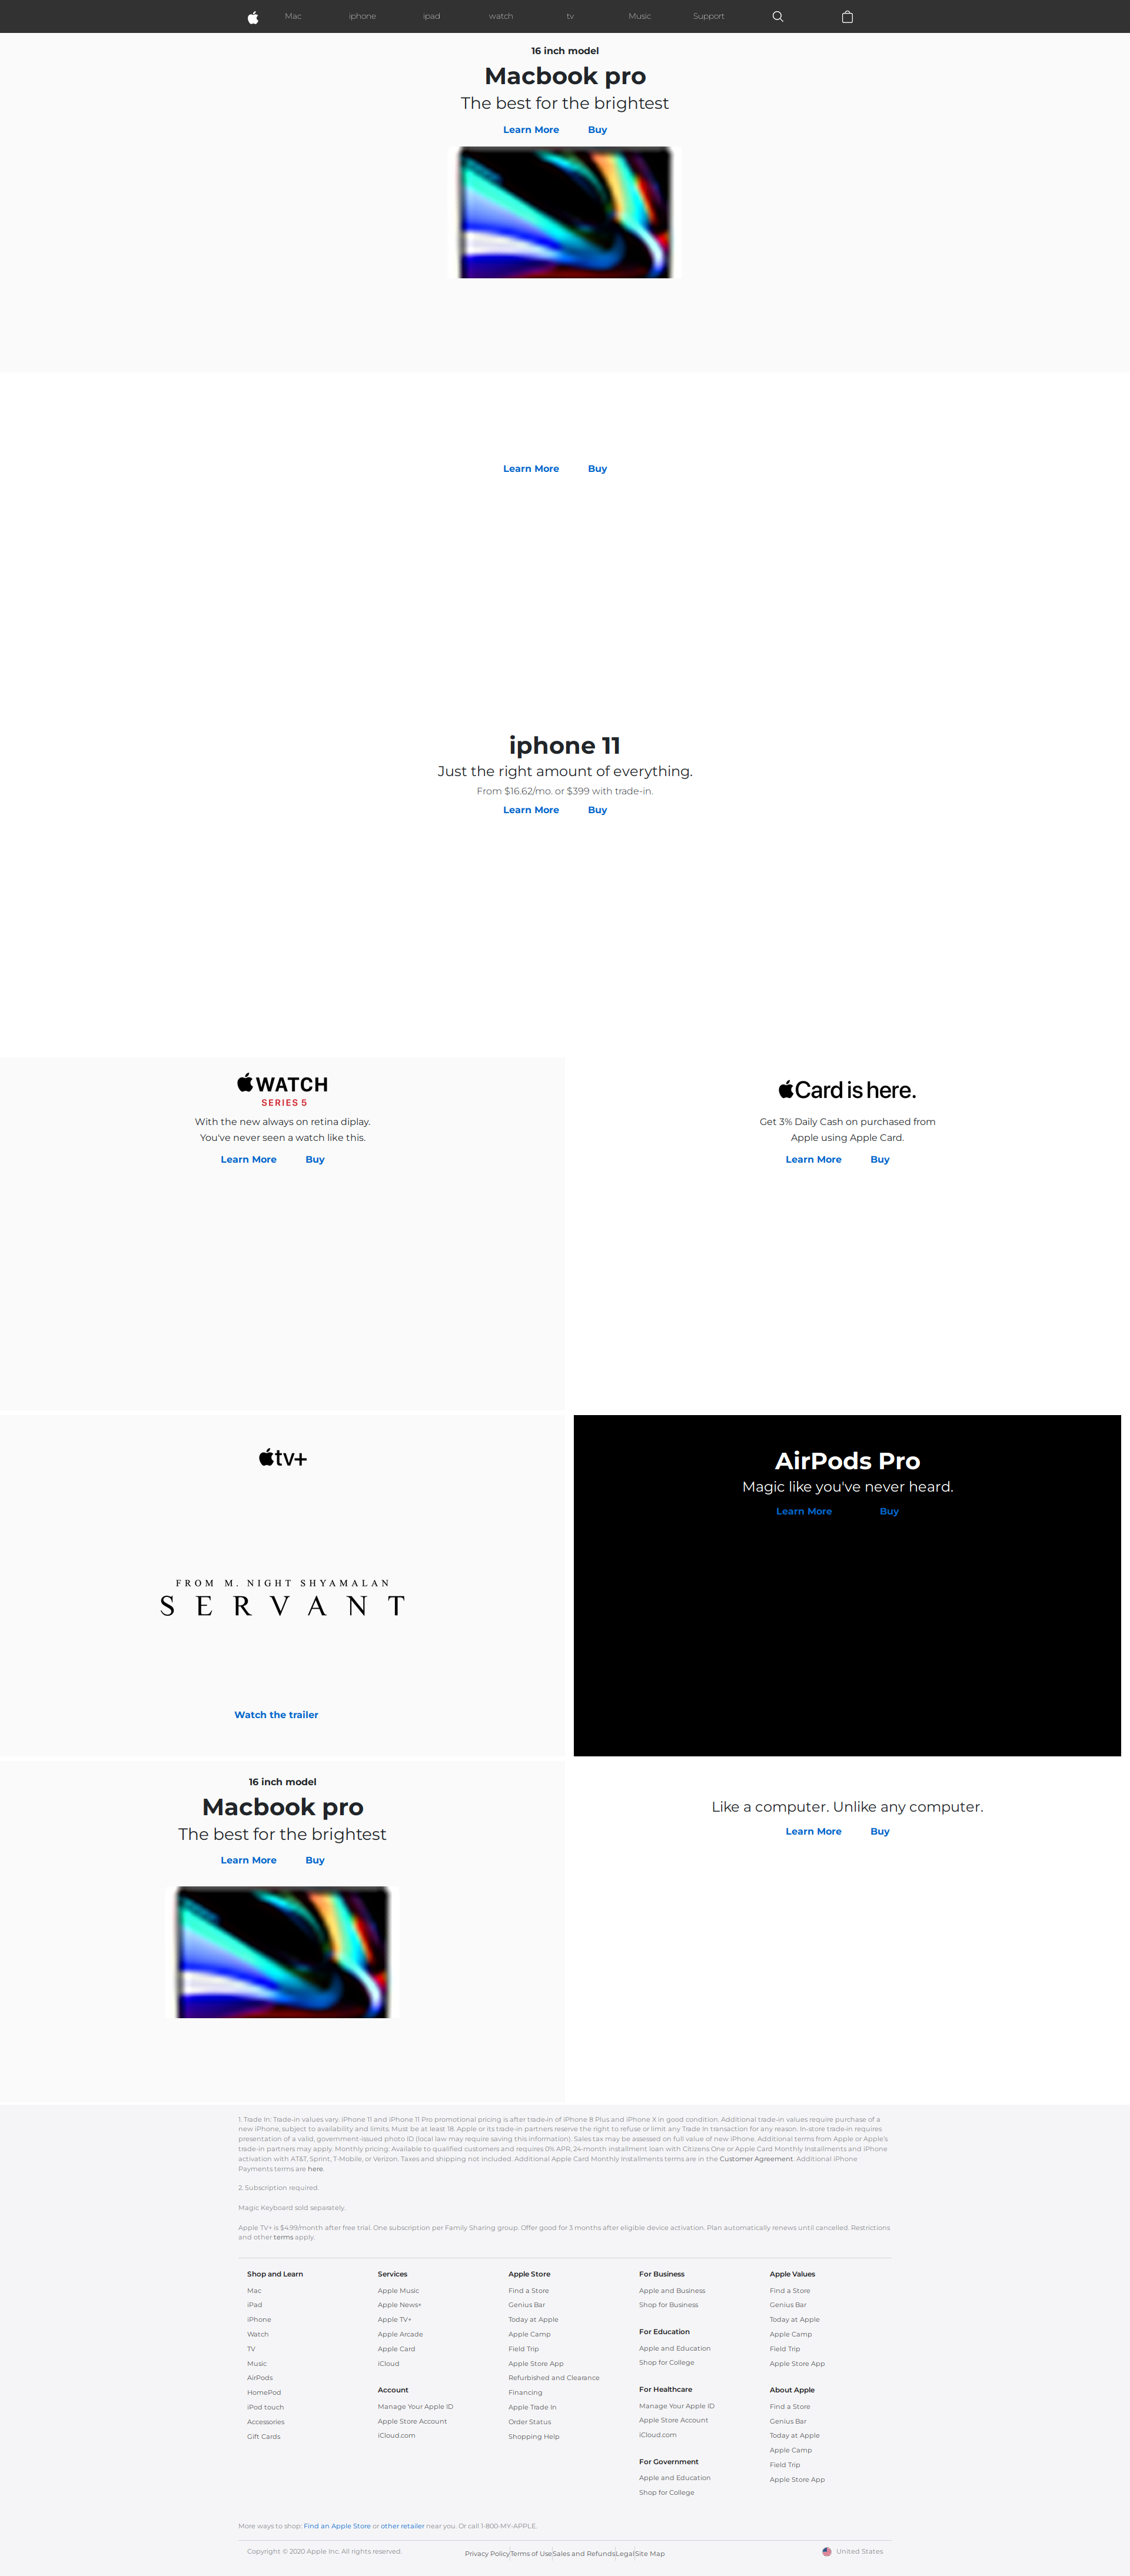 Mac iphone ipad watch tv Music Support
16 inch model
Macbook pro
The best for the brightest
Learn More Buy
Learn More Buy
iphone 11
Just the right amount of everything.
From $16.62/mo. or $399 with trade-in.
Learn More Buy
WATCH
SERIES 5
With the new always on retina diplay.
You've never seen a watch like this.
Learn More Buy
Card is here.
Get 3% Daily Cash on purchased from
Apple using Apple Card.
Learn More Buy
tv+
FROM M. NIGHT SHYAMALAN
SERVANT
Watch the trailer
AirPods Pro
Magic like you've never heard.
Learn More Buy
16 inch model
Macbook pro
The best for the brightest
Learn More Buy
Like a computer. Unlike any computer.
Learn More Buy
1. Trade In: Trade-in values vary. iPhone 11 and iPhone 11 Pro promotional pricing is after trade-in of iPhone 8 Plus and iPhone X in good condition. Additional trade-in values require purchase of a
new iPhone, subject to availability and limits. Must be at least 18. Apple or its trade-in partners reserve the right to refuse or limit any Trade In transaction for any reason. In-store trade-in requires
presentation of a valid, government-issued photo ID (local law may require saving this information). Sales tax may be assessed on full value of new iPhone. Additional terms from Apple or Apple's
trade-in partners may apply. Monthly pricing: Available to qualified customers and requires 0% APR, 24-month installment loan with Citizens One or Apple Card Monthly Installments and iPhone
activation with AT&T, Sprint, T-Mobile, or Verizon. Taxes and shipping not included. Additional Apple Card Monthly Installments terms are in the Customer Agreement. Additional iPhone
Payments terms are here.
2. Subscription required.
Magic Keyboard sold separately.
Apple TV+ is $4.99/month after free trial. One subscription per Family Sharing group. Offer good for 3 months after eligible device activation. Plan automatically renews until cancelled. Restrictions
and other terms apply.
Shop and Learn
Mac
iPad
iPhone
Watch
TV
Music
AirPods
HomePod
iPod touch
Accessories
Gift Cards
Services
Apple Music
Apple News+
Apple TV+
Apple Arcade
Apple Card
iCloud
Account
Manage Your Apple ID
Apple Store Account
iCloud.com
Apple Store
Find a Store
Genius Bar
Today at Apple
Apple Camp
Field Trip
Apple Store App
Refurbished and Clearance
Financing
Apple Trade In
Order Status
Shopping Help
For Business
Apple and Business
Shop for Business
For Education
Apple and Education
Shop for College
For Healthcare
Manage Your Apple ID
Apple Store Account
iCloud.com
For Government
Apple and Education
Shop for College
Apple Values
Find a Store
Genius Bar
Today at Apple
Apple Camp
Field Trip
Apple Store App
About Apple
Find a Store
Genius Bar
Today at Apple
Apple Camp
Field Trip
Apple Store App
More ways to shop: Find an Apple Store or other retailer near you. Or call 1-800-MY-APPLE.
Copyright © 2020 Apple Inc. All rights reserved. Privacy Policy Terms of Use Sales and Refunds Legal Site Map United States